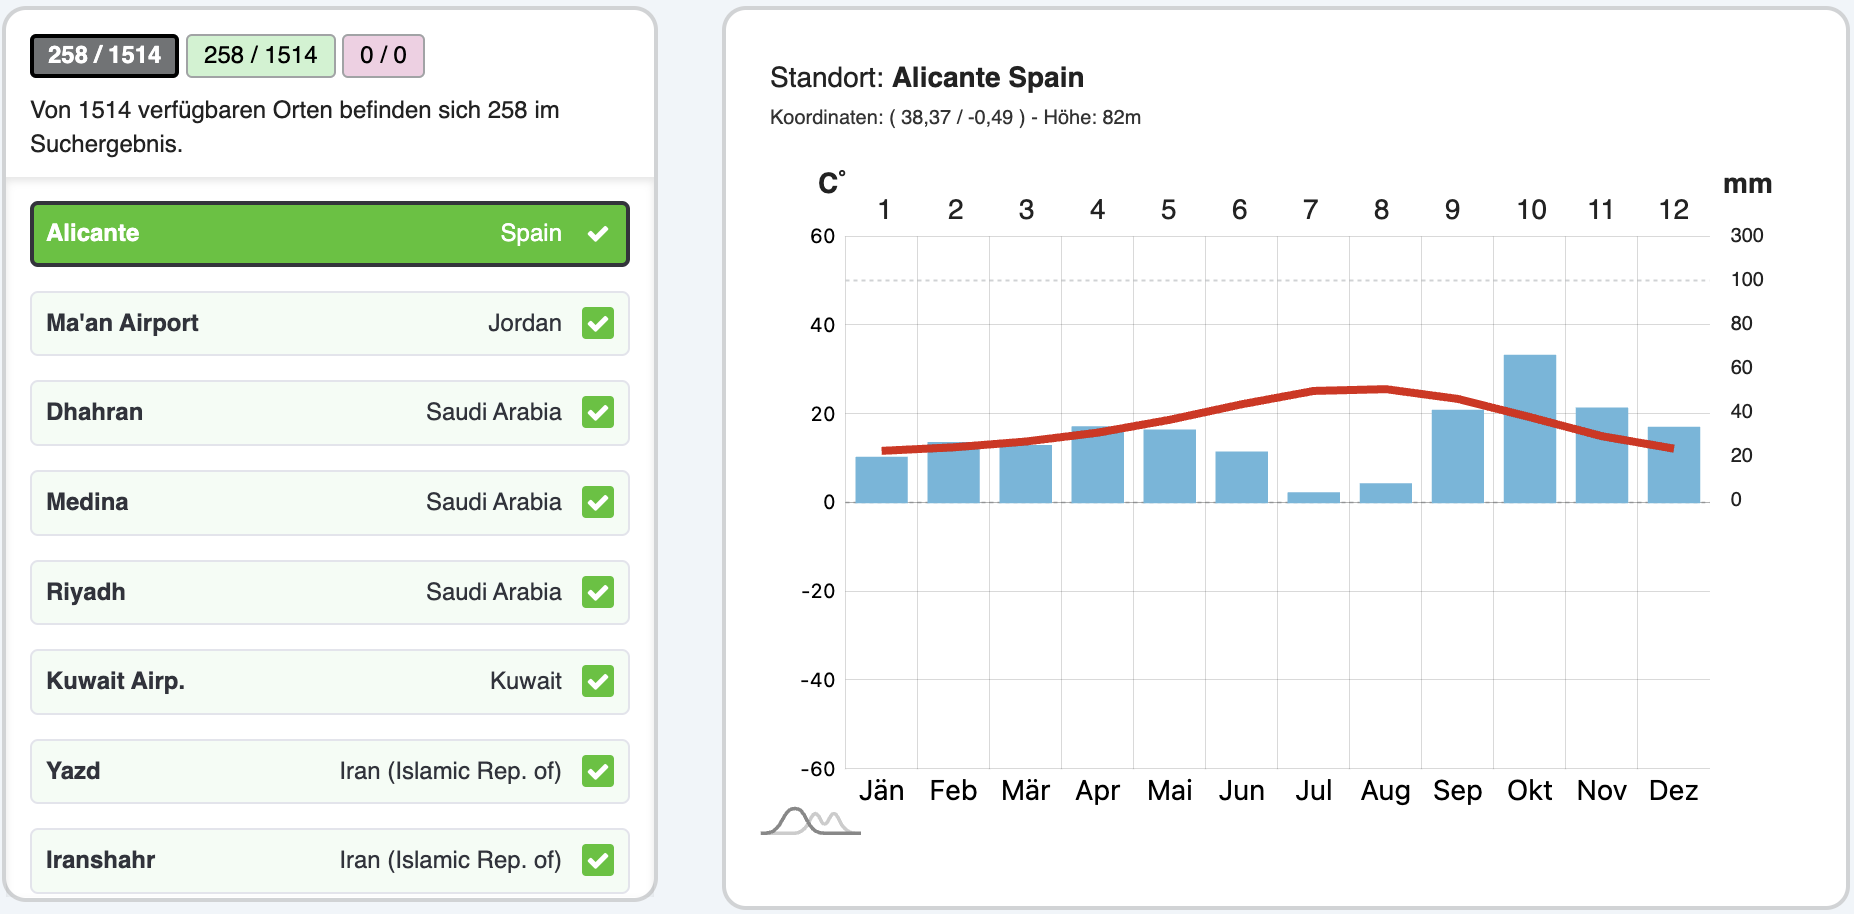 258 / 1514 258 / 1514 0 / 0
Von 1514 verfügbaren Orten befinden sich 258 im
Suchergebnis.
Alicante Spain
Ma'an Airport Jordan
Dhahran Saudi Arabia
Medina Saudi Arabia
Riyadh Saudi Arabia
Kuwait Airp. Kuwait
Yazd Iran (Islamic Rep. of)
Iranshahr Iran (Islamic Rep. of)
Standort: Alicante Spain
Koordinaten: ( 38,37 / -0,49 ) - Höhe: 82m
C° mm
1 2 3 4 5 6 7 8 9 10 11 12
60 300
100
40 80
60
20 40
20
0 0
-20
-40
-60
Jän Feb Mär Apr Mai Jun Jul Aug Sep Okt Nov Dez